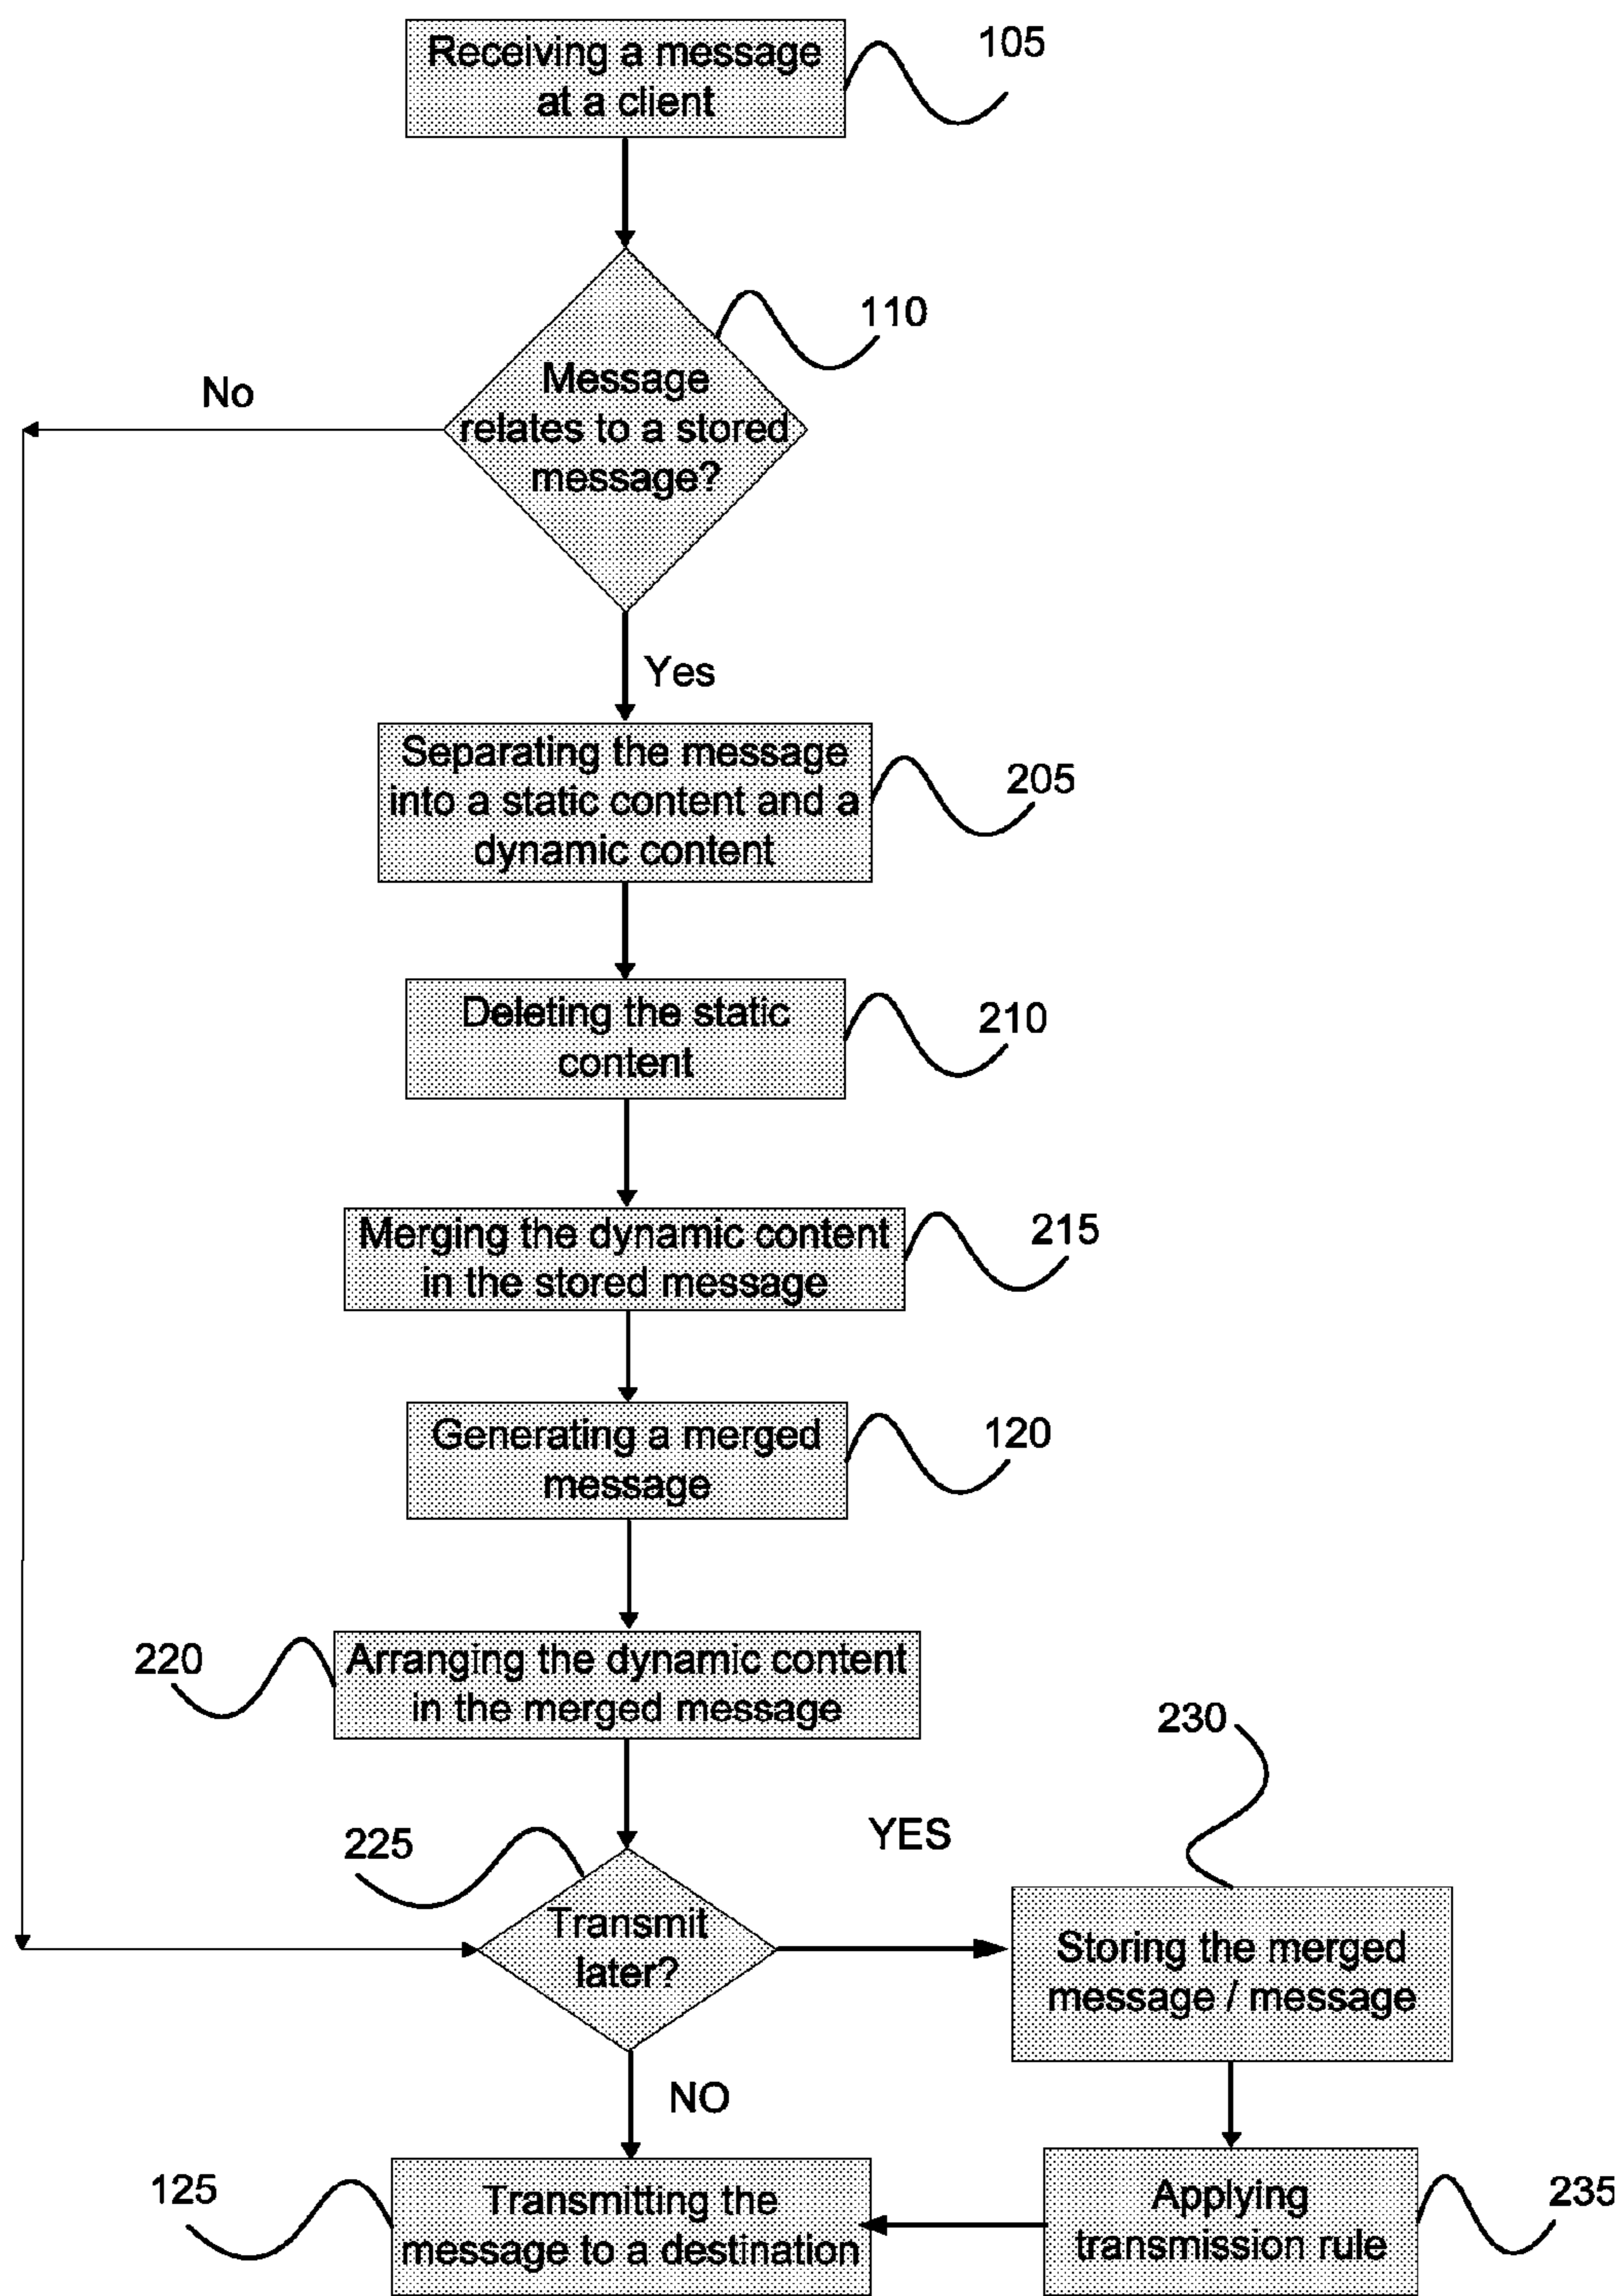 Receiving a message
at a client
105
110
Message
relates to a stored
message?
No
Yes
Separating the message
into a static content and a
dynamic content
205
Deleting the static
content
210
Merging the dynamic content
in the stored message
215
Generating a merged
message
120
220
Arranging the dynamic content
in the merged message
230
225
YES
Transmit
later?
Storing the merged
message / message
NO
125
Transmitting the
message to a destination
Applying
transmission rule
235